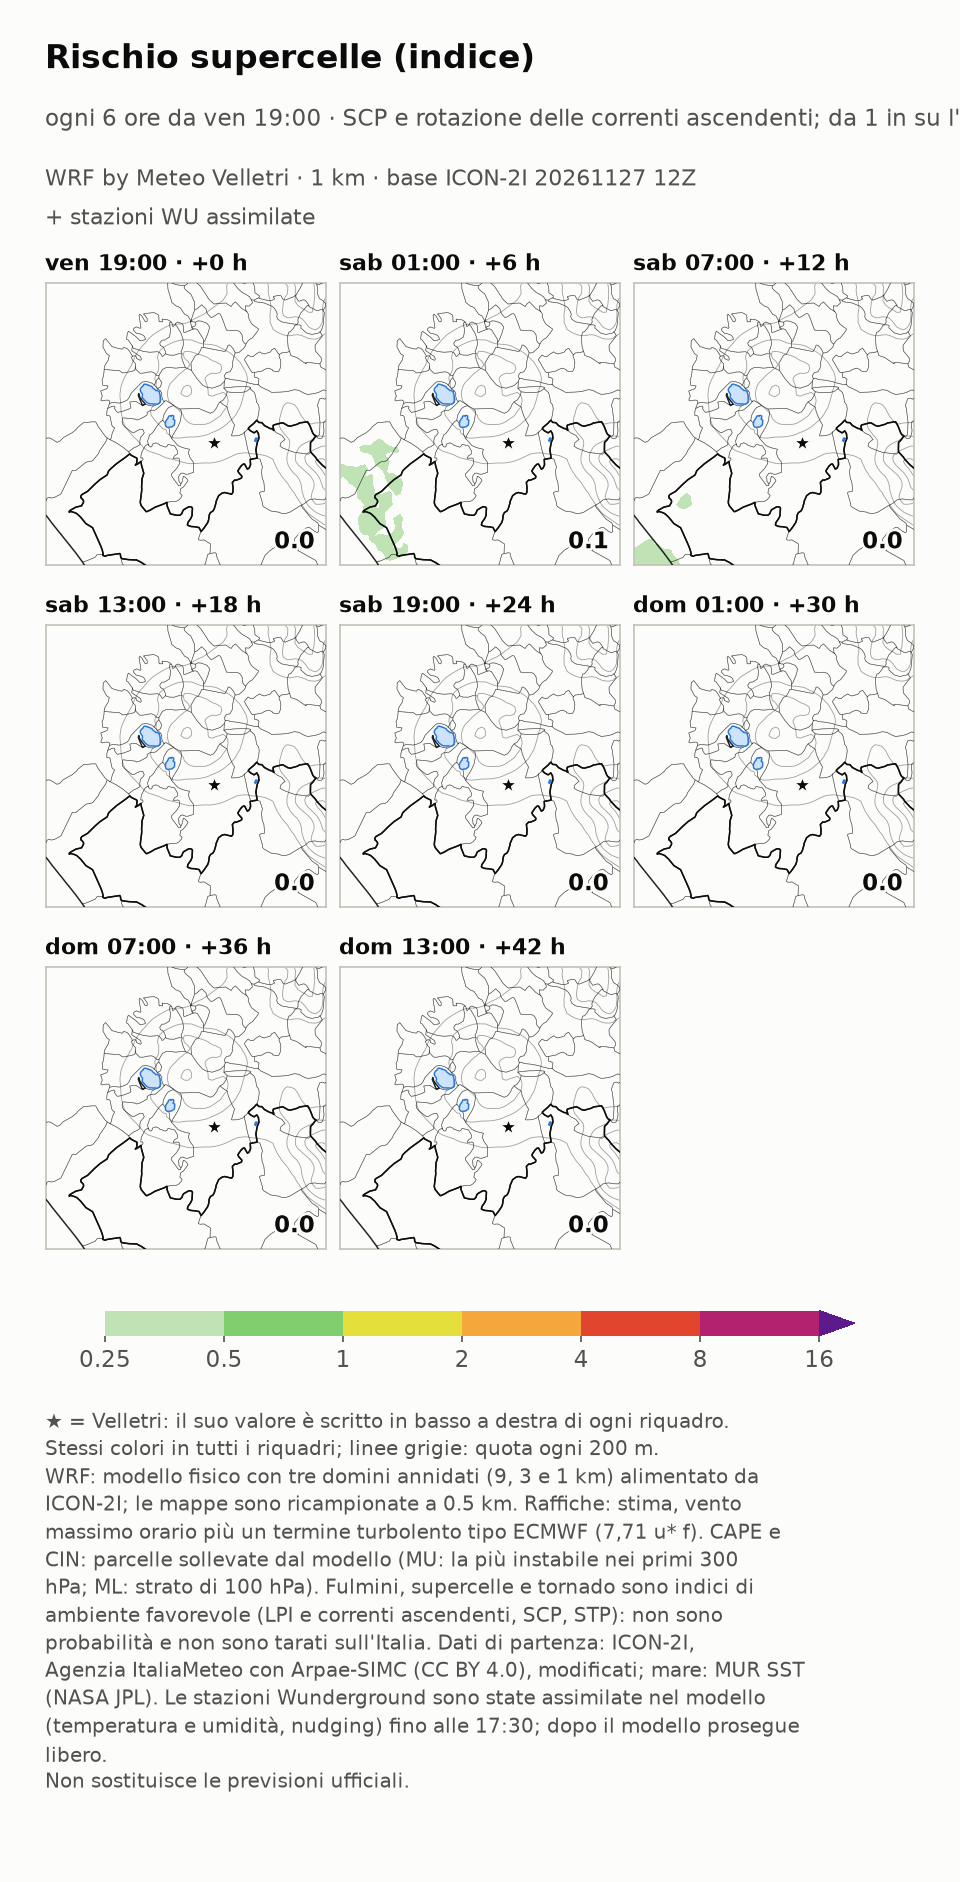 Rischio supercelle (indice)
ogni 6 ore da ven 19:00 · SCP e rotazione delle correnti ascendenti; da 1 in su l'
WRF by Meteo Velletri · 1 km · base ICON-2I 20261127 12Z
+ stazioni WU assimilate
ven 19:00 · +0 h
sab 01:00 · +6 h
sab 07:00 · +12 h
0.0
0.1
0.0
sab 13:00 · +18 h
sab 19:00 · +24 h
dom 01:00 · +30 h
0.0
0.0
0.0
dom 07:00 · +36 h
dom 13:00 · +42 h
0.0
0.0
0.25 0.5 1 2 4 8 16
★ = Velletri: il suo valore è scritto in basso a destra di ogni riquadro.
Stessi colori in tutti i riquadri; linee grigie: quota ogni 200 m.
WRF: modello fisico con tre domini annidati (9, 3 e 1 km) alimentato da
ICON-2I; le mappe sono ricampionate a 0.5 km. Raffiche: stima, vento
massimo orario più un termine turbolento tipo ECMWF (7,71 u* f). CAPE e
CIN: parcelle sollevate dal modello (MU: la più instabile nei primi 300
hPa; ML: strato di 100 hPa). Fulmini, supercelle e tornado sono indici di
ambiente favorevole (LPI e correnti ascendenti, SCP, STP): non sono
probabilità e non sono tarati sull'Italia. Dati di partenza: ICON-2I,
Agenzia ItaliaMeteo con Arpae-SIMC (CC BY 4.0), modificati; mare: MUR SST
(NASA JPL). Le stazioni Wunderground sono state assimilate nel modello
(temperatura e umidità, nudging) fino alle 17:30; dopo il modello prosegue
libero.
Non sostituisce le previsioni ufficiali.